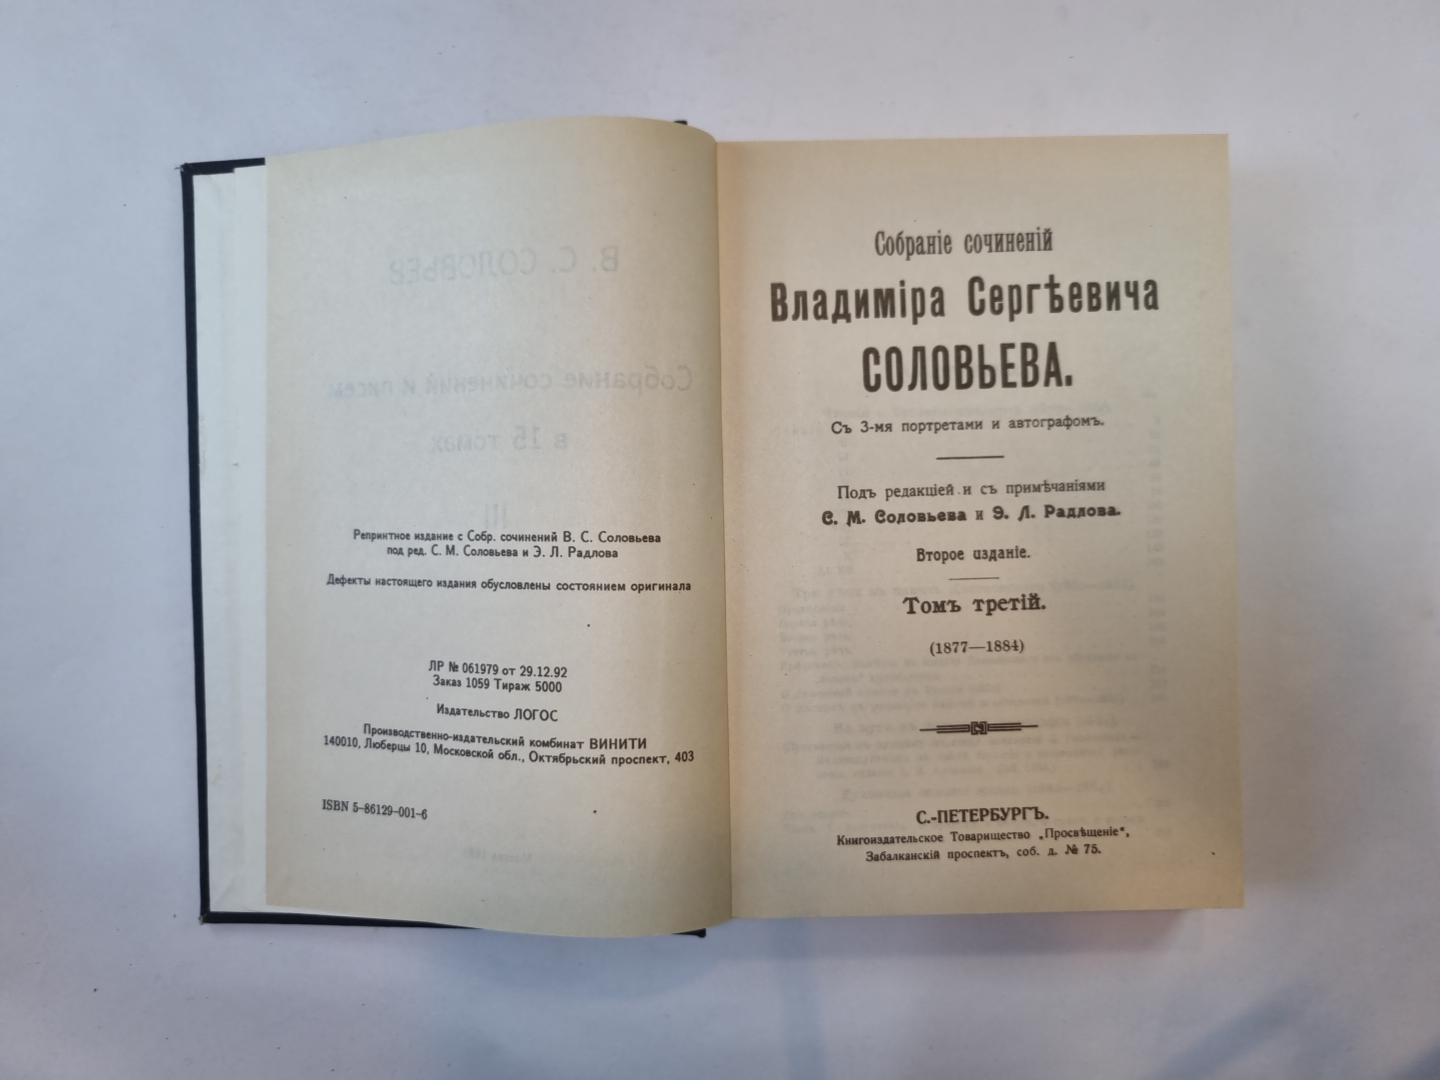 Репринтное издание с Собр. сочинений В. С. Соловьева
под ред. С. М. Соловьева и Э. Л. Радлова
Дефекты настоящего издания обусловлены состоянием оригинала
ЛР № 061979 от 29.12.92
Заказ 1059 Тираж 5000
Издательство ЛОГОС
Производственно-издательский комбинат ВИНИТИ
140010, Люберцы 10, Московской обл., Октябрьский проспект, 403
ISBN 5-86129-001-6
Собраніе сочиненій
Владиміра Сергѣевича
СОЛОВЬЕВА.
Съ 3-мя портретами и автографомъ.
Подъ редакціей и съ примѣчаніями
С. М. Соловьева и Э. Л. Радлова.
Второе изданіе.
Томъ третій.
(1877—1884)
С.-ПЕТЕРБУРГЪ.
Книгоиздательское Товарищество „Просвѣщеніе“,
Забалканскій проспектъ, соб. д. № 75.